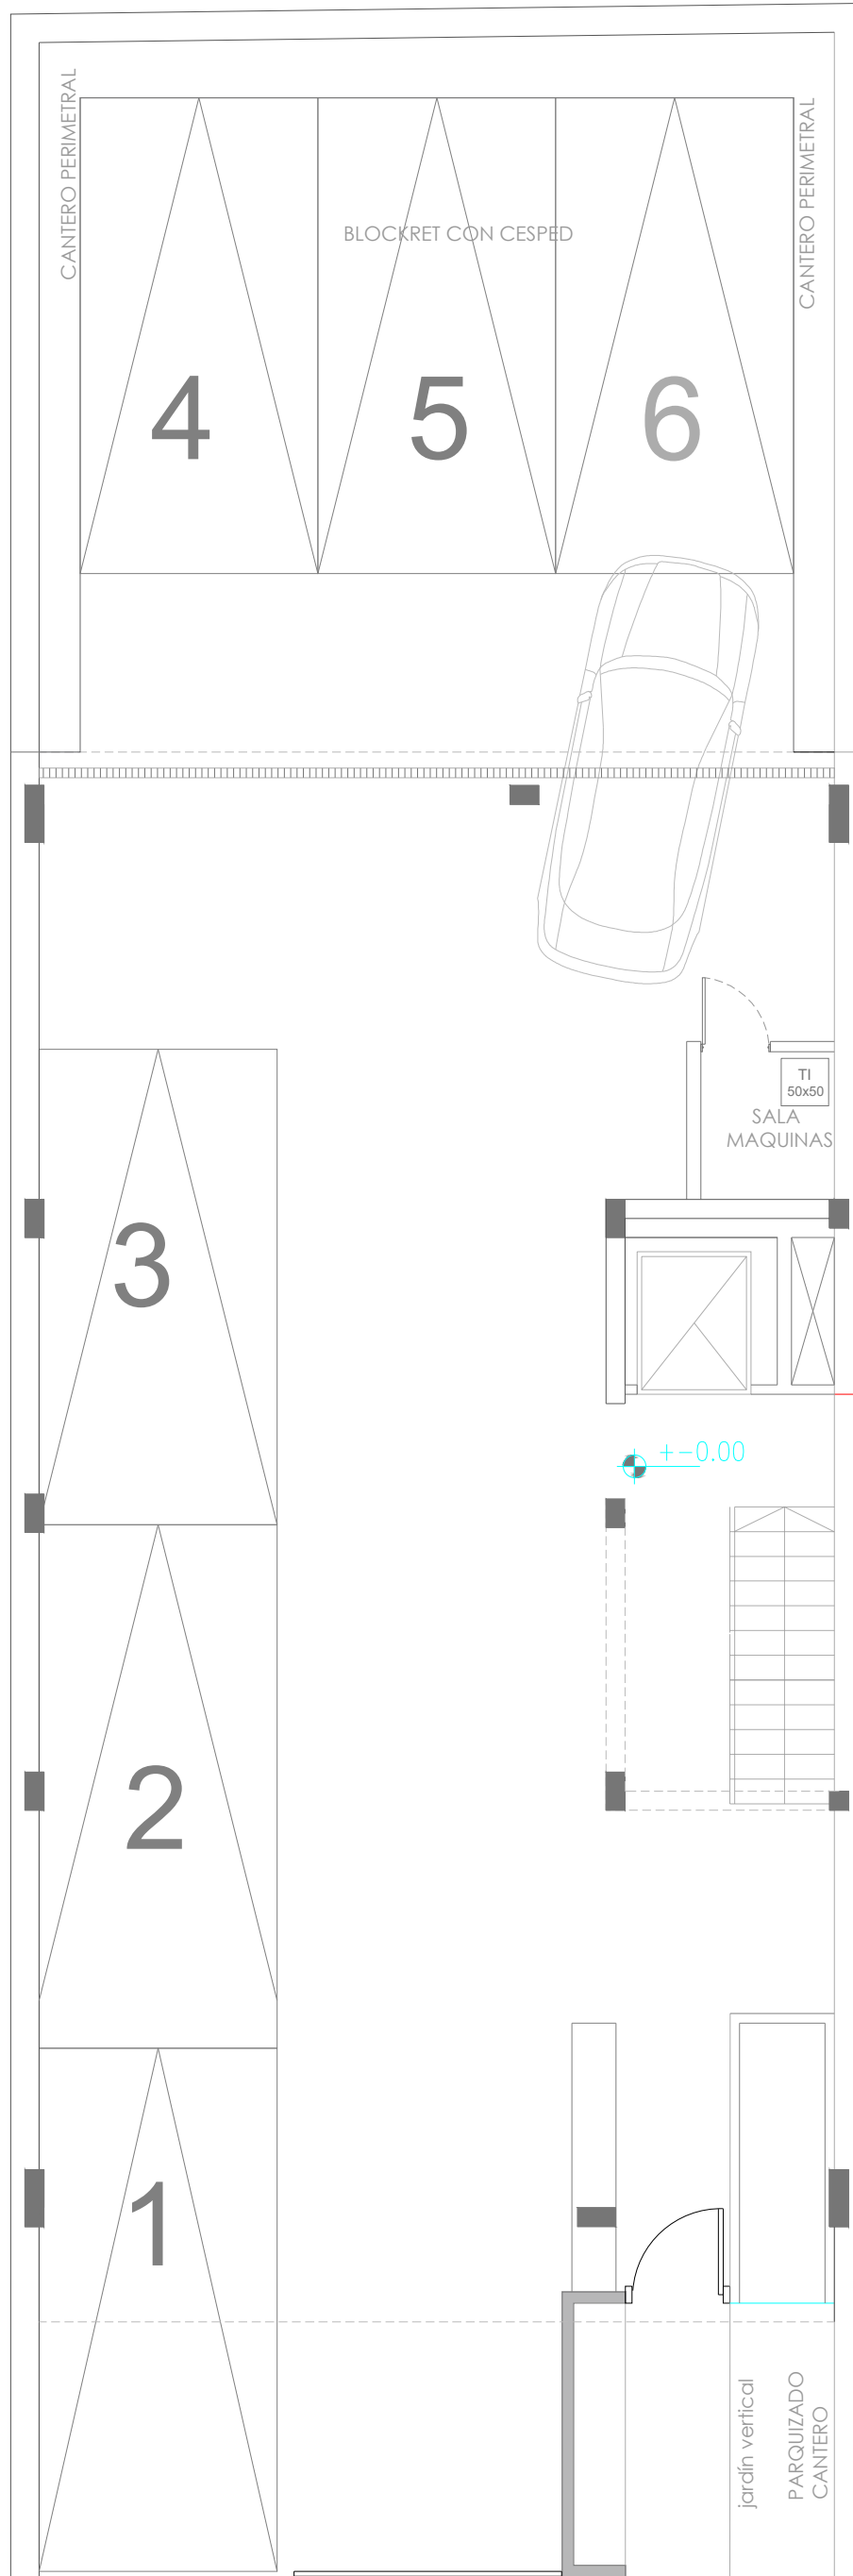 CANTERO PERIMETRAL
CANTERO PERIMETRAL
BLOCKRET CON CESPED
4
5
6
TI
50x50
SALA
MAQUINAS
3
+-0.00
2
1
jardín vertical
PARQUIZADO
CANTERO